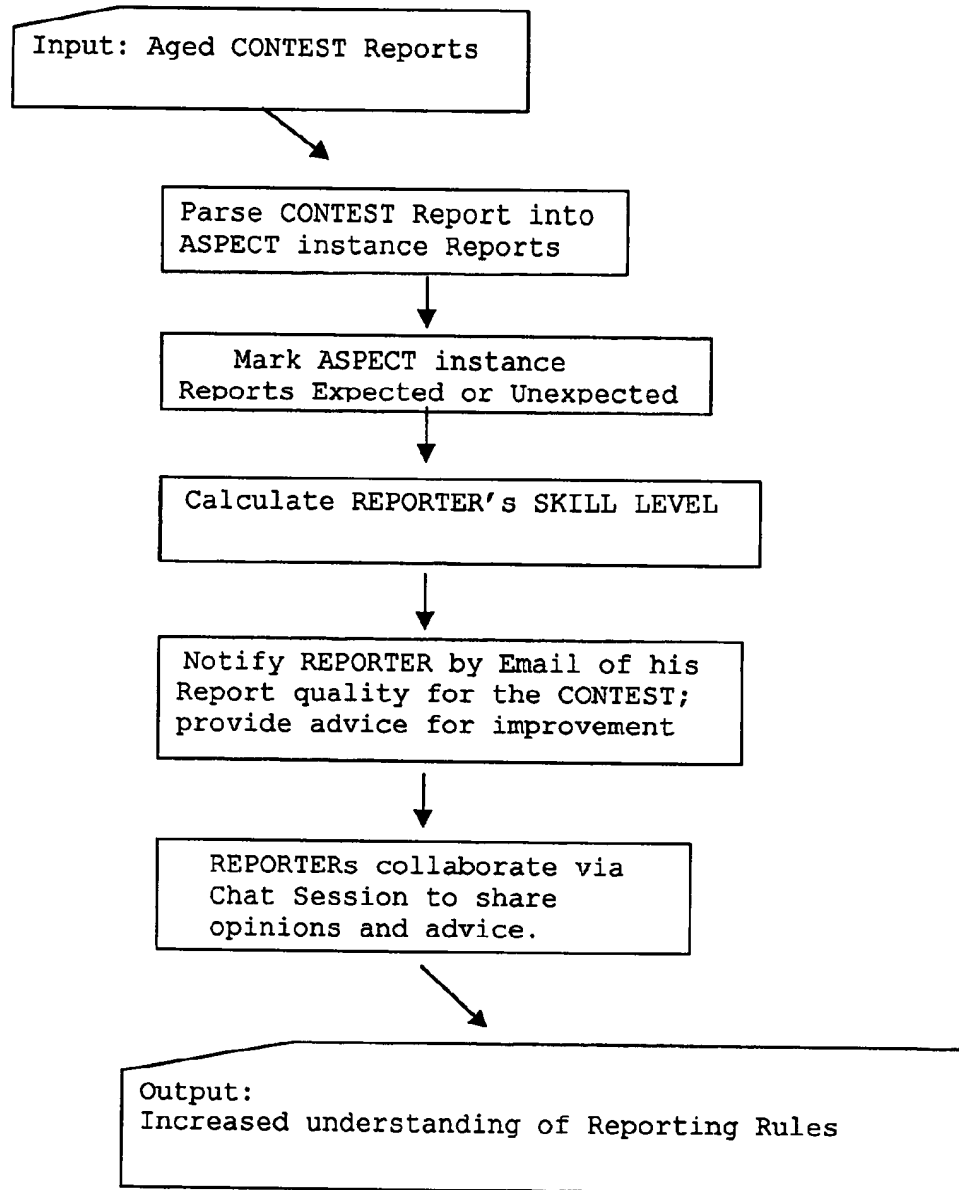 Input: Aged CONTEST Reports
Parse CONTEST Report into
ASPECT instance Reports
Mark ASPECT instance
Reports Expected or Unexpected
Calculate REPORTER's SKILL LEVEL
Notify REPORTER by Email of his
Report quality for the CONTEST;
provide advice for improvement
REPORTERs collaborate via
Chat Session to share
opinions and advice.
Output:
Increased understanding of Reporting Rules